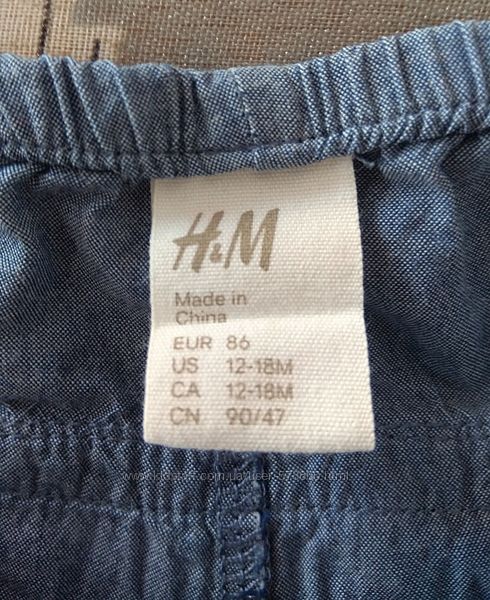 H&M
Made in
China
EUR 86
US 12-18M
CA 12-18M
CN 90/47